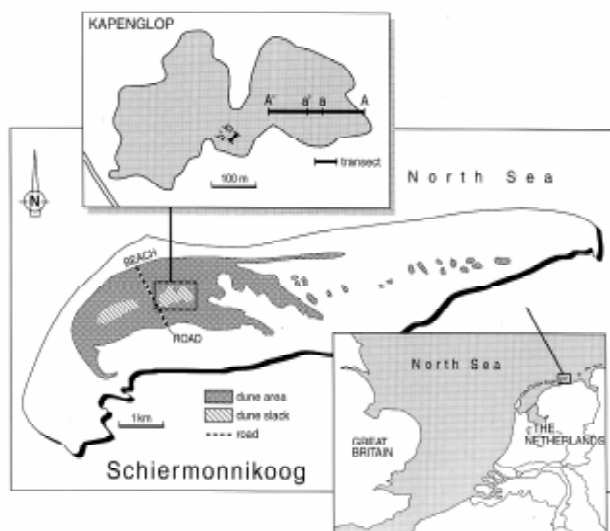 KAPENGLOP
A' a' a A
transect
100 m
North Sea
N
BEACH
ROAD
dune area
dune slack
road
1km
Schiermonnikoog
North Sea
GREAT
BRITAIN
THE
NETHERLANDS